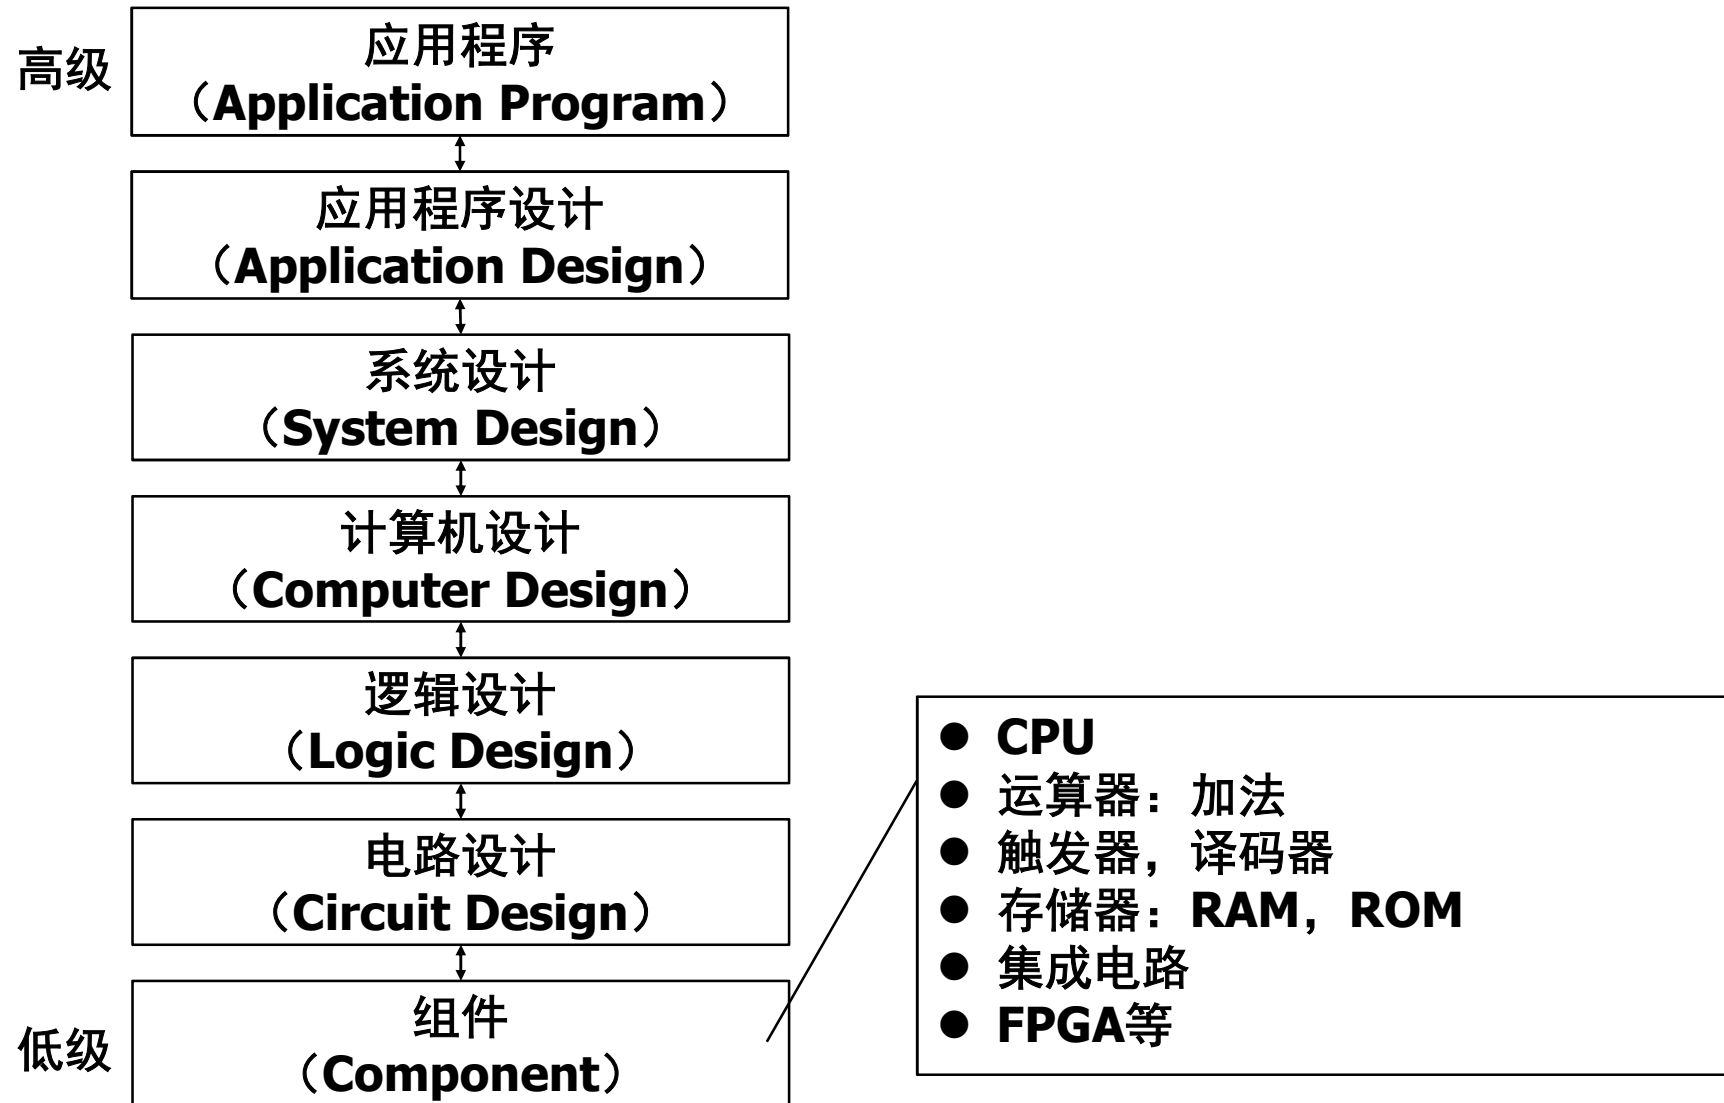 高级
应用程序
（Application Program）
应用程序设计
（Application Design）
系统设计
（System Design）
计算机设计
（Computer Design）
逻辑设计
（Logic Design）
电路设计
（Circuit Design）
低级
组件
（Component）
● CPU
● 运算器：加法
● 触发器，译码器
● 存储器：RAM，ROM
● 集成电路
● FPGA等